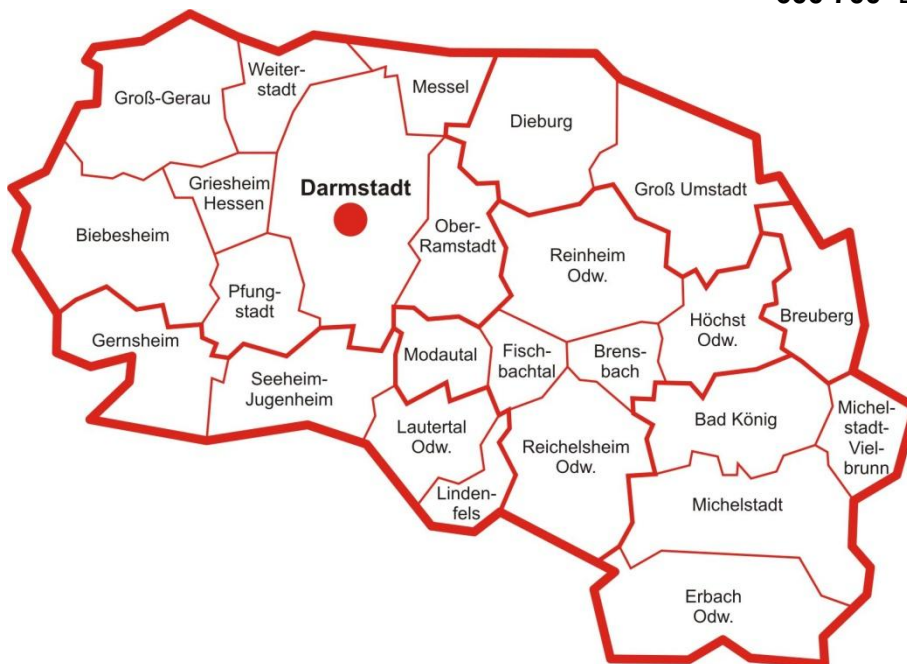 Weiter-
stadt
Groß-Gerau
Messel
Dieburg
Griesheim
Hessen
Darmstadt
Groß Umstadt
Ober-
Ramstadt
Biebesheim
Reinheim
Odw.
Pfung-
stadt
Gernsheim
Höchst
Odw.
Breuberg
Modautal
Fisch-
bachtal
Brens-
bach
Seeheim-
Jugenheim
Lautertal
Odw.
Reichelsheim
Odw.
Bad König
Michel-
stadt-
Viel-
brunn
Linden-
fels
Michelstadt
Erbach
Odw.